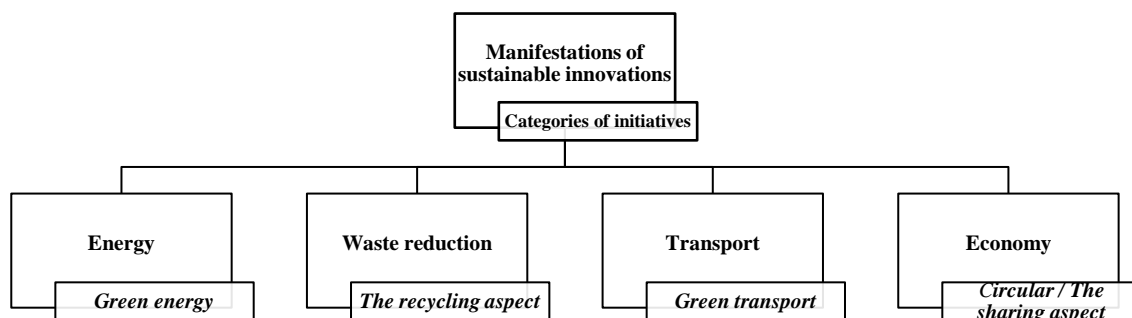 Manifestations of
sustainable innovations
Categories of initiatives
Energy
Green energy
Waste reduction
The recycling aspect
Transport
Green transport
Economy
Circular / The
sharing aspect